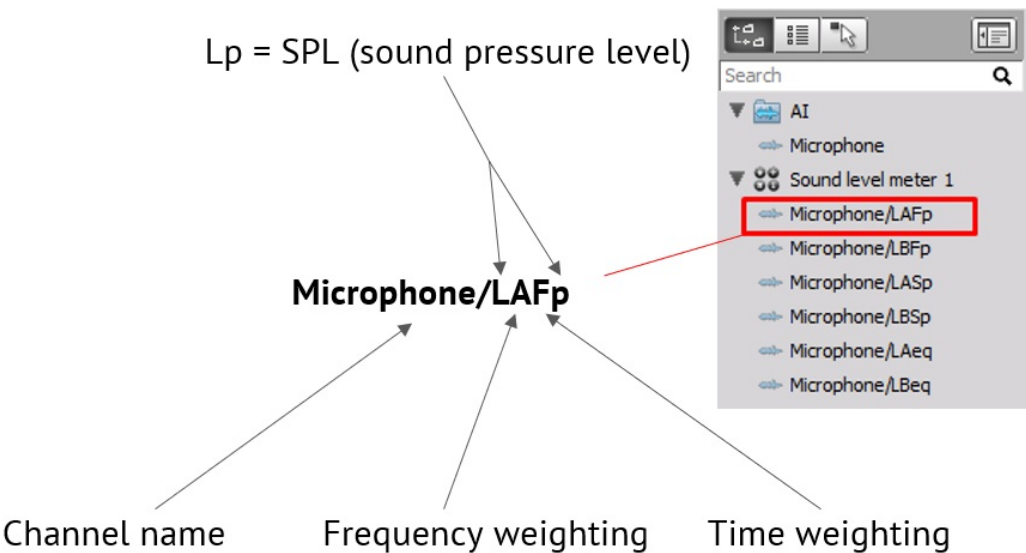 Lp = SPL (sound pressure level)
Search
AI
Microphone
Sound level meter 1
Microphone/LAFp
Microphone/LBFp
Microphone/LASp
Microphone/LBSp
Microphone/LAeq
Microphone/LBeq
Microphone/LAFp
Channel name
Frequency weighting
Time weighting